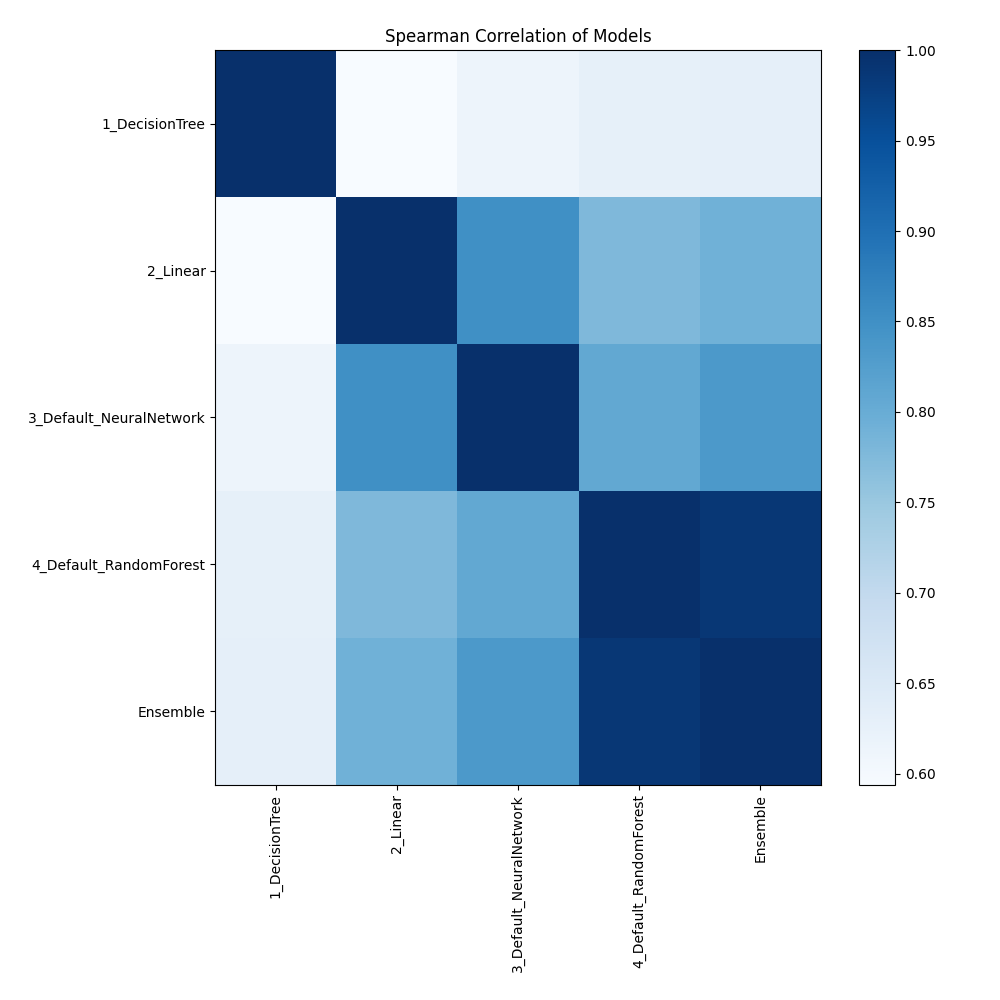 Spearman Correlation of Models
1_DecisionTree
2_Linear
3_Default_NeuralNetwork
4_Default_RandomForest
Ensemble
1_DecisionTree
2_Linear
3_Default_NeuralNetwork
4_Default_RandomForest
Ensemble
1.00
0.95
0.90
0.85
0.80
0.75
0.70
0.65
0.60